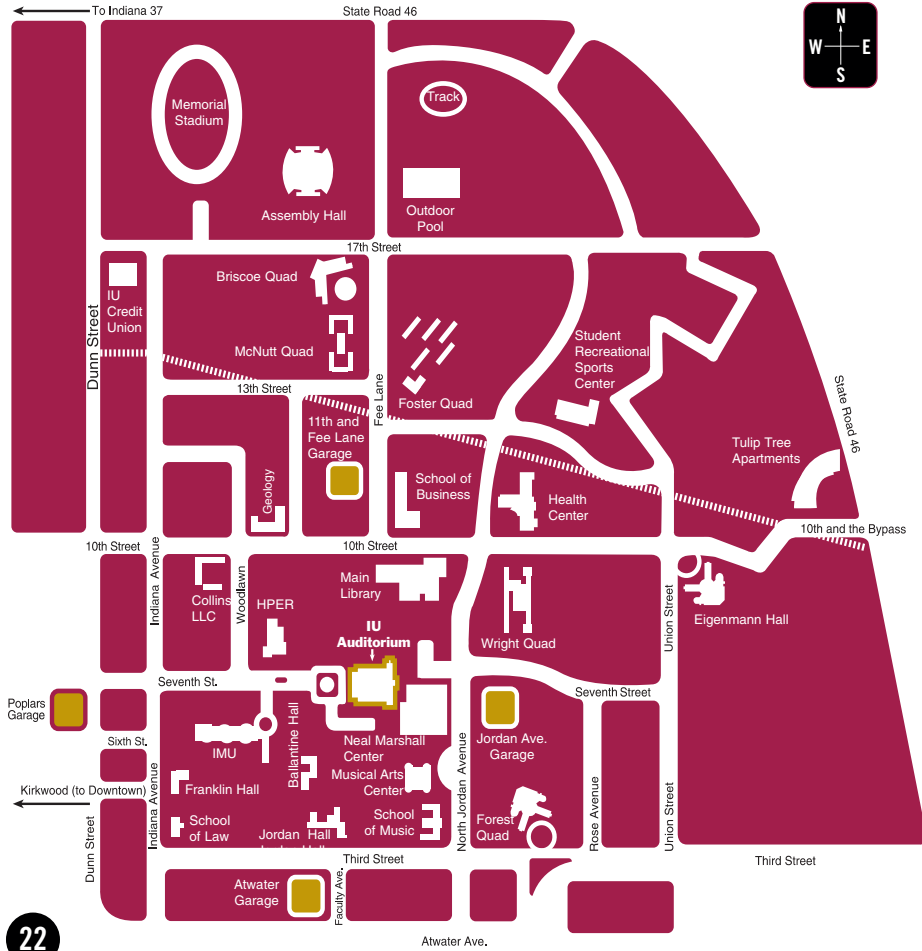 To Indiana 37
State Road 46
N
W E
S
Memorial
Stadium
Track
Assembly Hall
Outdoor
Pool
17th Street
Briscoe Quad
IU
Credit
Union
Dunn Street
McNutt Quad
Student
Recreational
Sports
Center
13th Street
Fee Lane
Foster Quad
State Road 46
11th and
Fee Lane
Garage
Tulip Tree
Apartments
Geology
School of
Business
Health
Center
10th and the Bypass
10th Street
Indiana Avenue
10th Street
Collins
LLC
Woodlawn
HPER
Main
Library
IU
Auditorium
Wright Quad
Union Street
Eigenmann Hall
Seventh St.
Seventh Street
Poplars
Garage
Sixth St.
IMU
Ballantine Hall
Neal Marshall
Center
Jordan Ave.
Garage
Musical Arts
Center
Kirkwood (to Downtown)
Franklin Hall
Indiana Avenue
School
of Law
Jordan Hall
School
of Music
North Jordan Avenue
Forest
Quad
Rose Avenue
Union Street
Dunn Street
Third Street
Third Street
Atwater
Garage
Faculty Ave.
22
Atwater Ave.